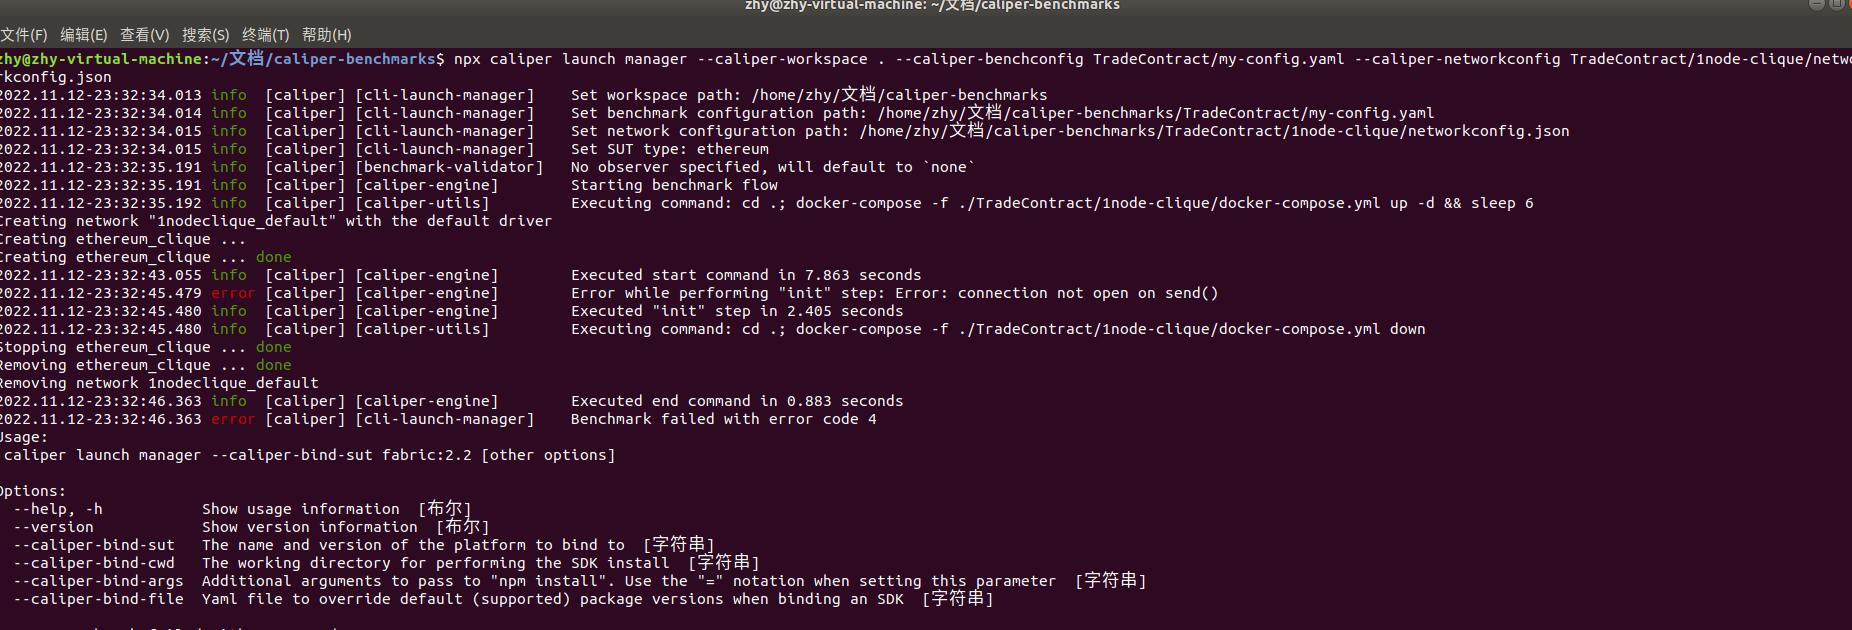 zhy@zhy-virtual-machine: ~/文档/caliper-benchmarks
文件(F) 编辑(E) 查看(V) 搜索(S) 终端(T) 帮助(H)
zhy@zhy-virtual-machine:~/文档/caliper-benchmarks$ npx caliper launch manager --caliper-workspace . --caliper-benchconfig TradeContract/my-config.yaml --caliper-networkconfig TradeContract/1node-clique/netwo
rkconfig.json
2022.11.12-23:32:34.013 info [caliper] [cli-launch-manager] Set workspace path: /home/zhy/文档/caliper-benchmarks
2022.11.12-23:32:34.014 info [caliper] [cli-launch-manager] Set benchmark configuration path: /home/zhy/文档/caliper-benchmarks/TradeContract/my-config.yaml
2022.11.12-23:32:34.015 info [caliper] [cli-launch-manager] Set network configuration path: /home/zhy/文档/caliper-benchmarks/TradeContract/1node-clique/networkconfig.json
2022.11.12-23:32:34.015 info [caliper] [cli-launch-manager] Set SUT type: ethereum
2022.11.12-23:32:35.191 info [caliper] [benchmark-validator] No observer specified, will default to `none`
2022.11.12-23:32:35.191 info [caliper] [caliper-engine] Starting benchmark flow
2022.11.12-23:32:35.192 info [caliper] [caliper-utils] Executing command: cd .; docker-compose -f ./TradeContract/1node-clique/docker-compose.yml up -d && sleep 6
Creating network "1nodeclique_default" with the default driver
Creating ethereum_clique ...
Creating ethereum_clique ... done
2022.11.12-23:32:43.055 info [caliper] [caliper-engine] Executed start command in 7.863 seconds
2022.11.12-23:32:45.479 error [caliper] [caliper-engine] Error while performing "init" step: Error: connection not open on send()
2022.11.12-23:32:45.480 info [caliper] [caliper-engine] Executed "init" step in 2.405 seconds
2022.11.12-23:32:45.480 info [caliper] [caliper-utils] Executing command: cd .; docker-compose -f ./TradeContract/1node-clique/docker-compose.yml down
Stopping ethereum_clique ... done
Removing ethereum_clique ... done
Removing network 1nodeclique_default
2022.11.12-23:32:46.363 info [caliper] [caliper-engine] Executed end command in 0.883 seconds
2022.11.12-23:32:46.363 error [caliper] [cli-launch-manager] Benchmark failed with error code 4
Usage:
caliper launch manager --caliper-bind-sut fabric:2.2 [other options]
Options:
--help, -h Show usage information [布尔]
--version Show version information [布尔]
--caliper-bind-sut The name and version of the platform to bind to [字符串]
--caliper-bind-cwd The working directory for performing the SDK install [字符串]
--caliper-bind-args Additional arguments to pass to "npm install". Use the "=" notation when setting this parameter [字符串]
--caliper-bind-file Yaml file to override default (supported) package versions when binding an SDK [字符串]